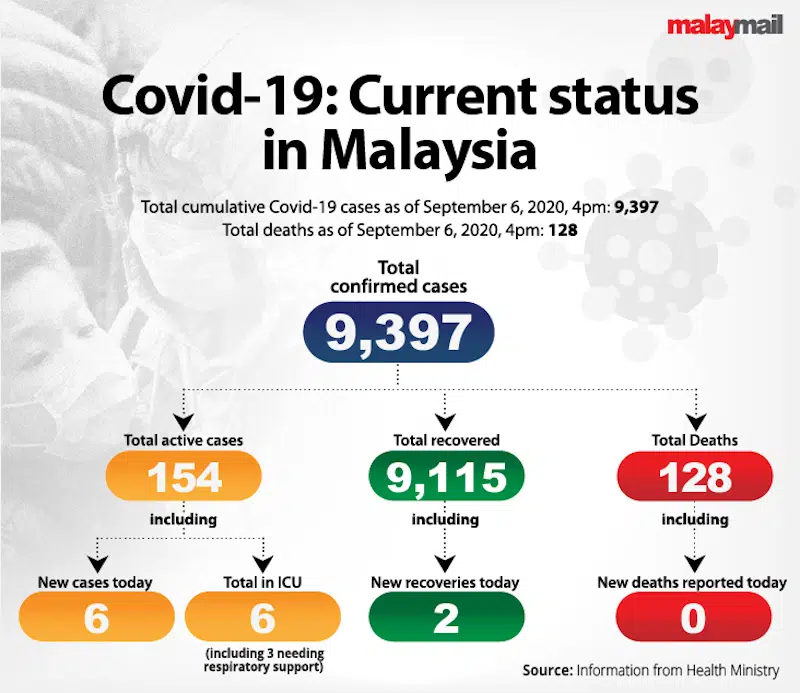 malaymail
Covid-19: Current status
in Malaysia
Total cumulative Covid-19 cases as of September 6, 2020, 4pm: 9,397
Total deaths as of September 6, 2020, 4pm: 128
Total
confirmed cases
9,397
Total active cases
154
including
Total recovered
9,115
including
Total Deaths
128
including
New cases today
6
Total in ICU
6
(including 3 needing
respiratory support)
New recoveries today
2
New deaths reported today
0
Source: Information from Health Ministry